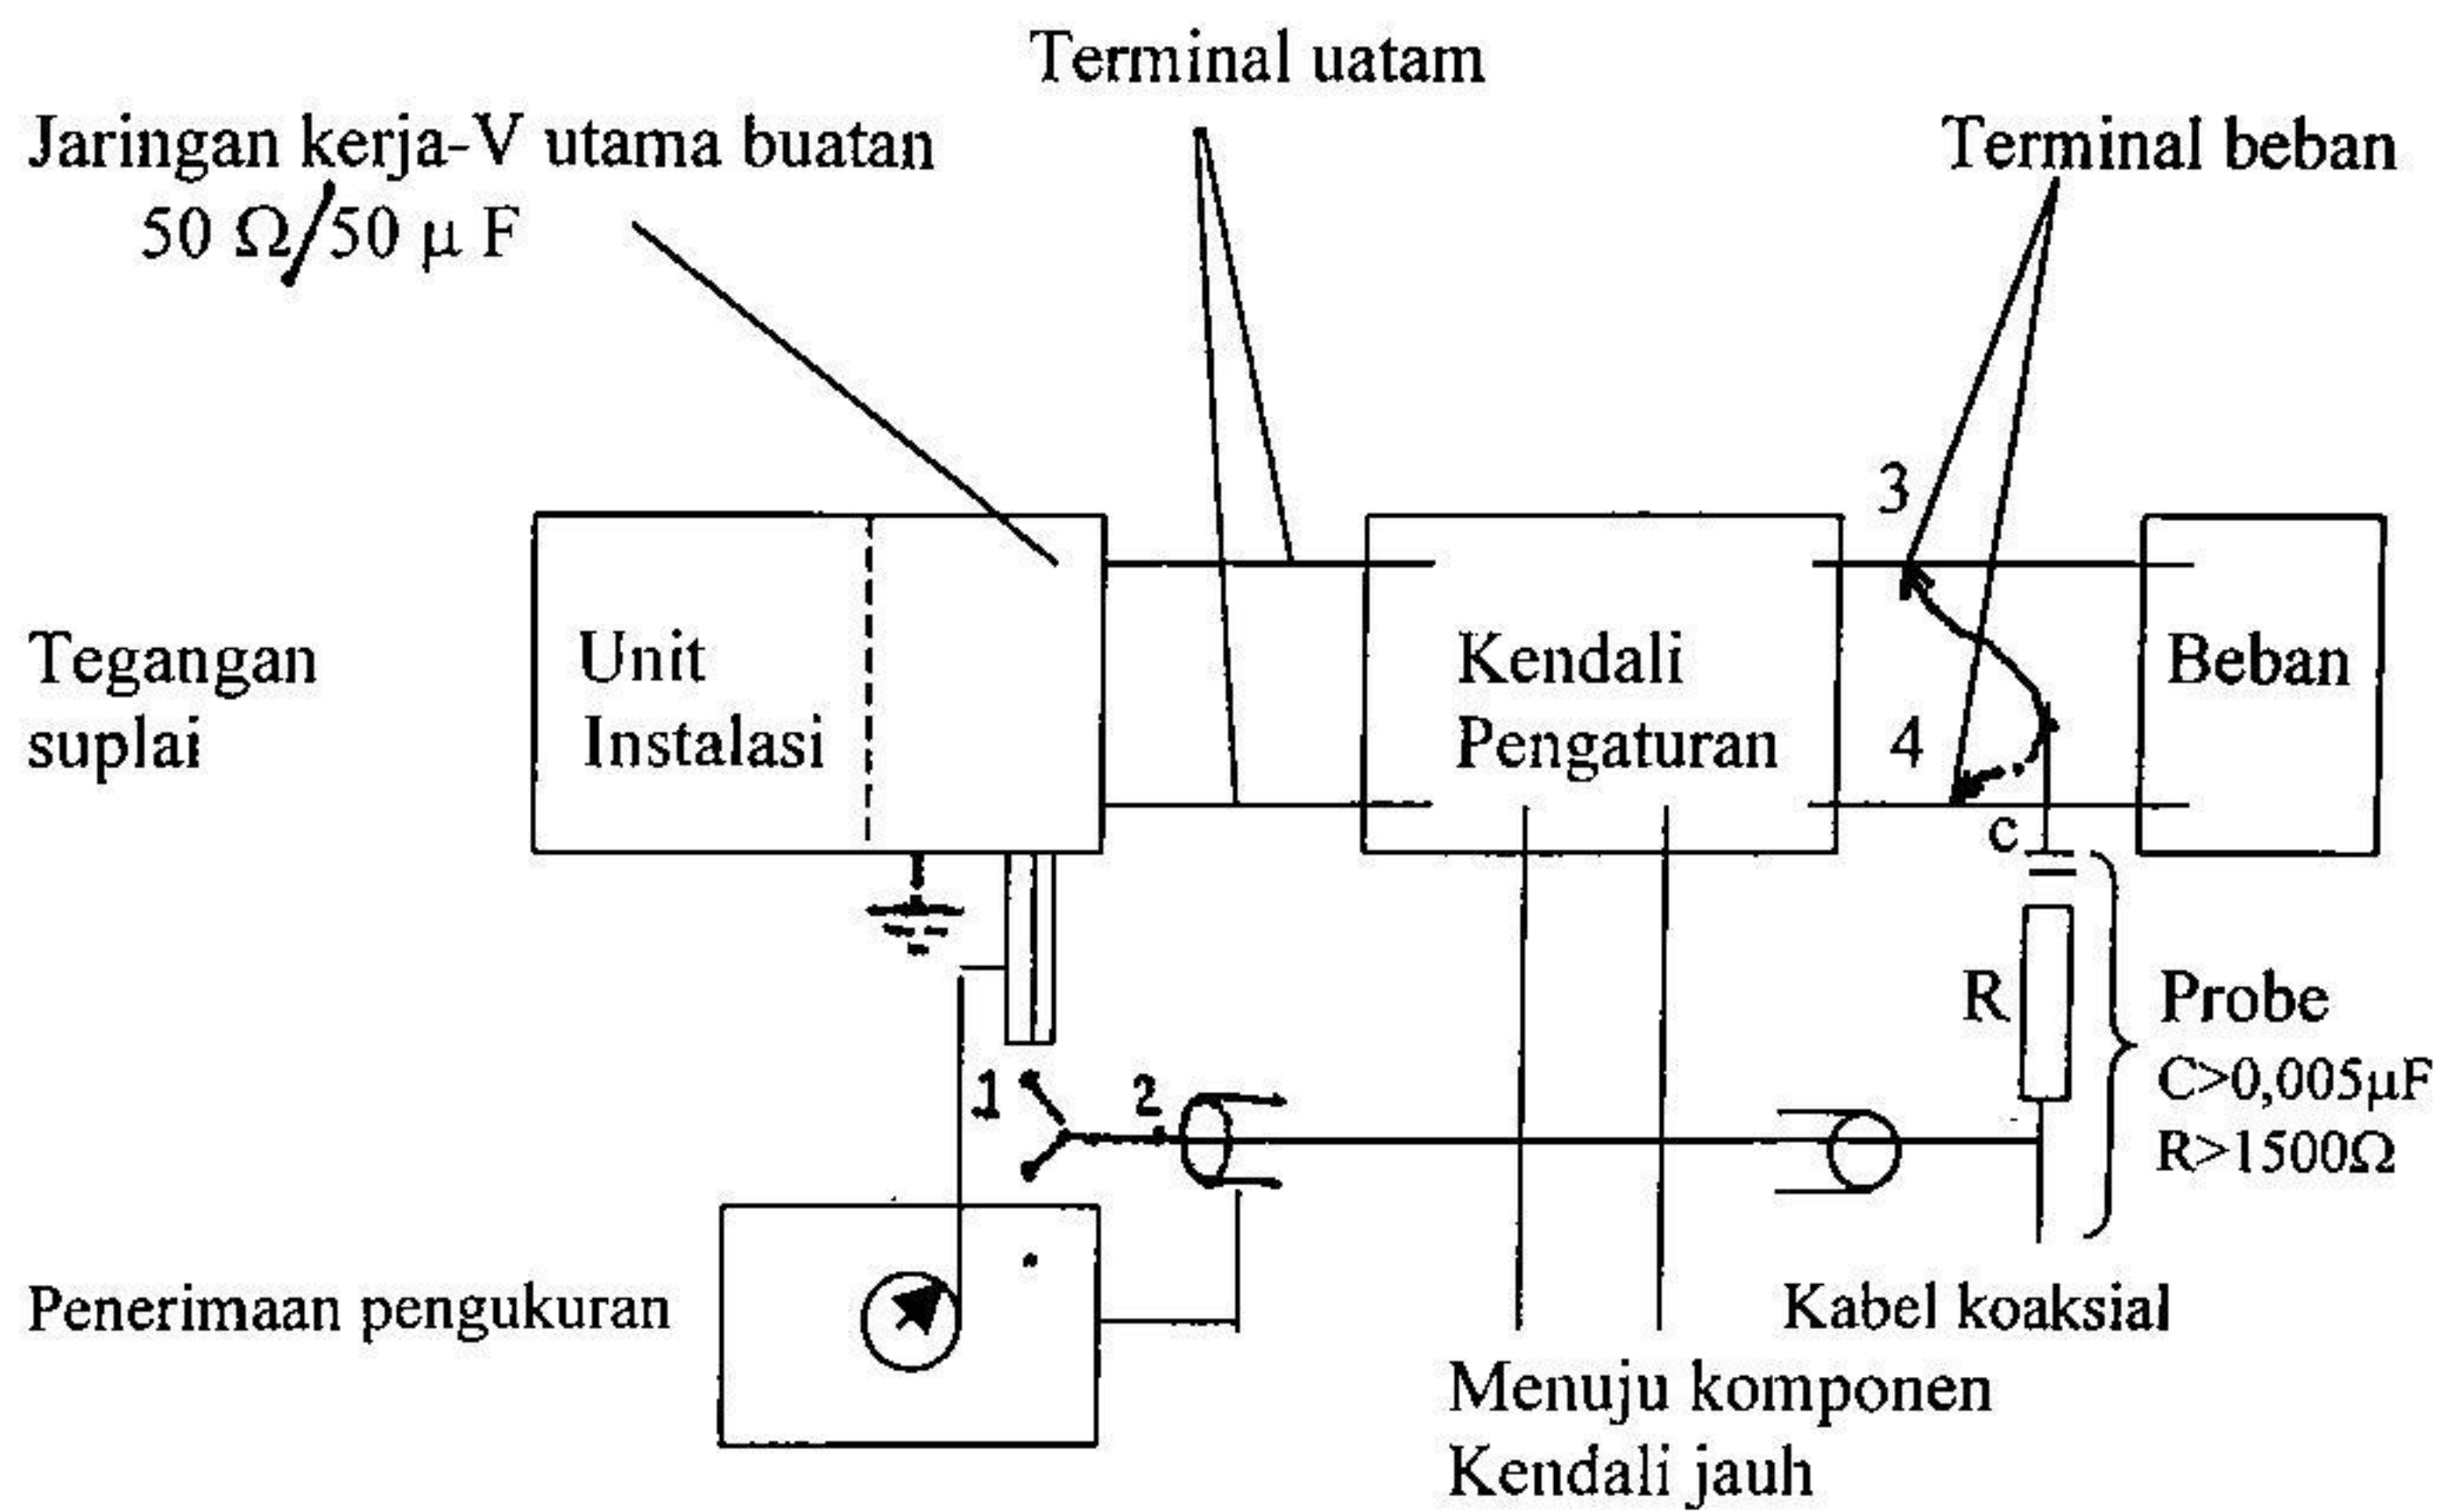 Terminal uatam
Jaringan kerja-V utama buatan
50 Ω/50 μ F
Terminal beban
3
Tegangan
suplai
Unit
Instalasi
Kendali
Pengaturan
4
Beban
c
R
Probe
C>0,005μF
R>1500Ω
1
2
Penerimaan pengukuran
Kabel koaksial
Menuju komponen
Kendali jauh